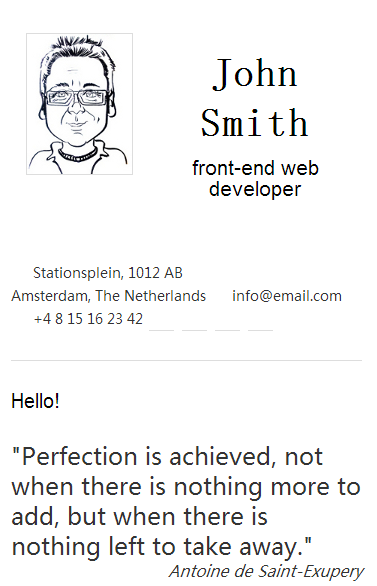 John
Smith
front-end web
developer
Stationsplein, 1012 AB
Amsterdam, The Netherlands info@email.com
+4 8 15 16 23 42
Hello!
"Perfection is achieved, not
when there is nothing more to
add, but when there is
nothing left to take away."
Antoine de Saint-Exupery